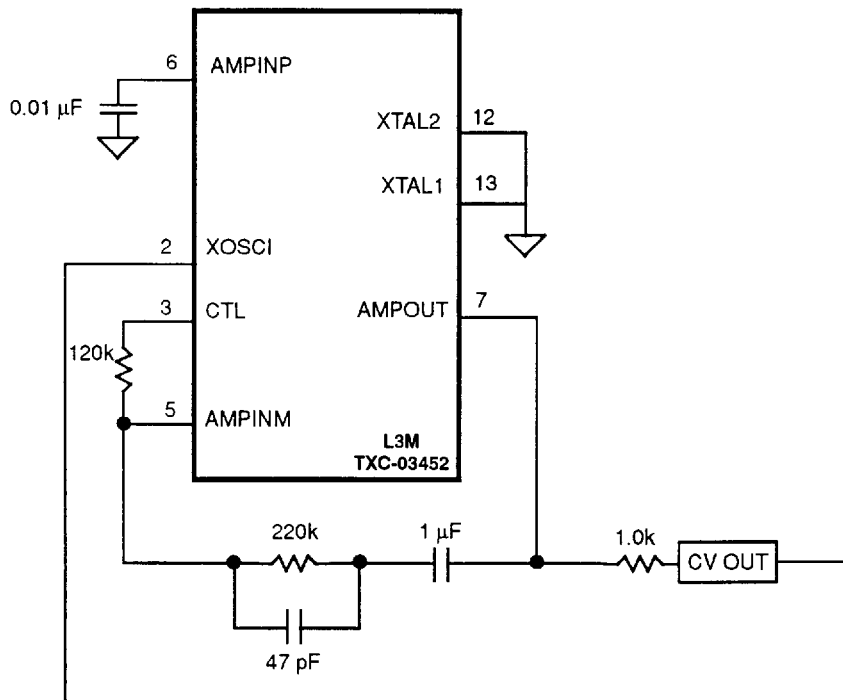 6 AMPINP
0.01 µF
XTAL2 12
XTAL1 13
2 XOSCI
3 CTL
AMPOUT 7
120k
5 AMPINM
L3M
TXC-03452
220k
1 µF
1.0k
CV OUT
47 pF